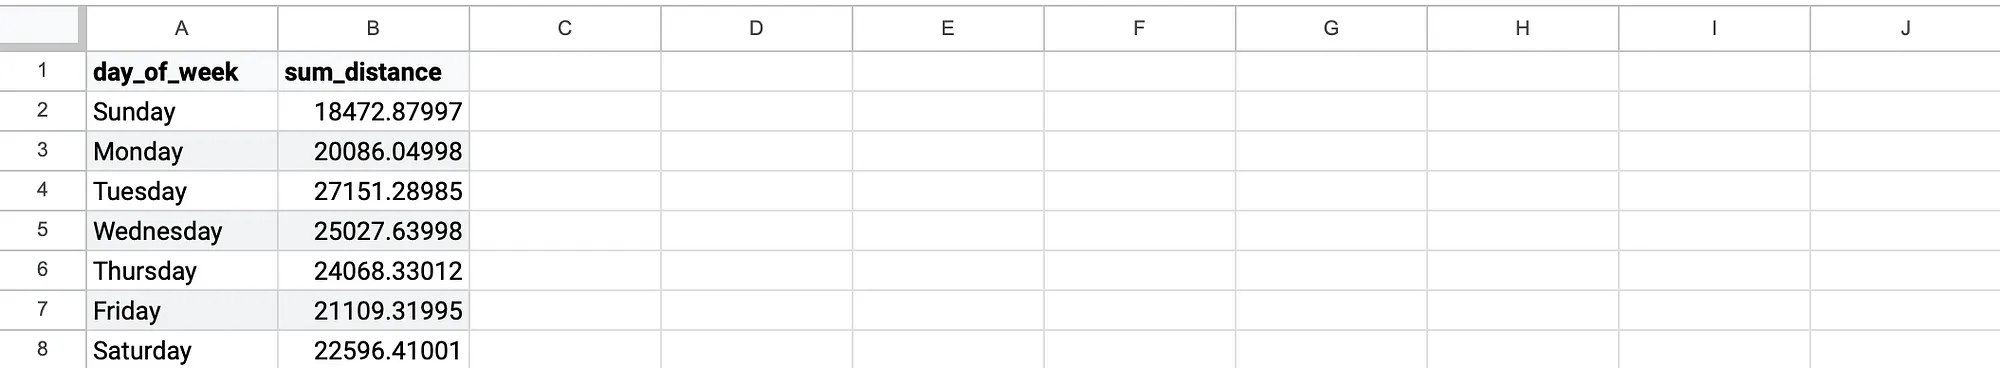 A B C D E F G H I J
1 day_of_week sum_distance
2 Sunday 18472.87997
3 Monday 20086.04998
4 Tuesday 27151.28985
5 Wednesday 25027.63998
6 Thursday 24068.33012
7 Friday 21109.31995
8 Saturday 22596.41001